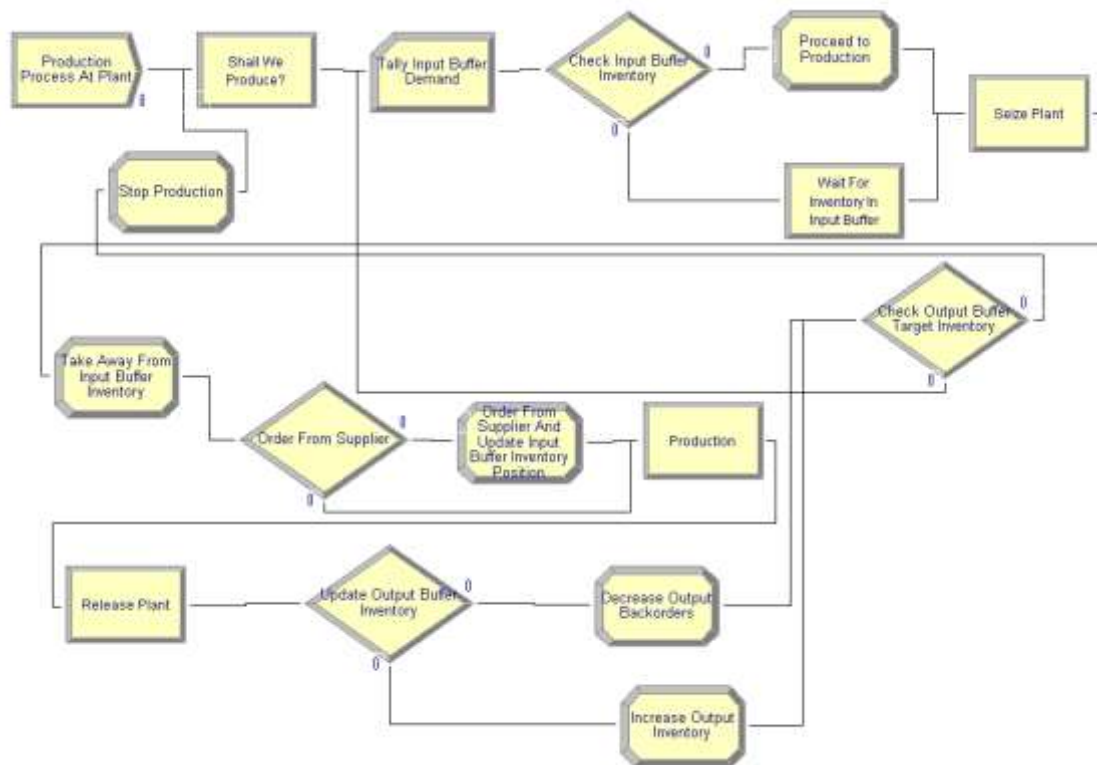 Production
Process At Plant
0
Shall We
Produce?
Tally Input Buffer
Demand
Check Input Buffer
Inventory
0
0
Proceed to
Production
Seize Plant
Stop Production
Wait For
Inventory In
Input Buffer
Check Output Buffer
Target Inventory
0
0
Take Away From
Input Buffer
Inventory
Order From Supplier
0
0
Order From
Supplier And
Update Input
Buffer Inventory
Position
Production
Release Plant
Update Output Buffer
Inventory
0
0
Decrease Output
Backorders
Increase Output
Inventory